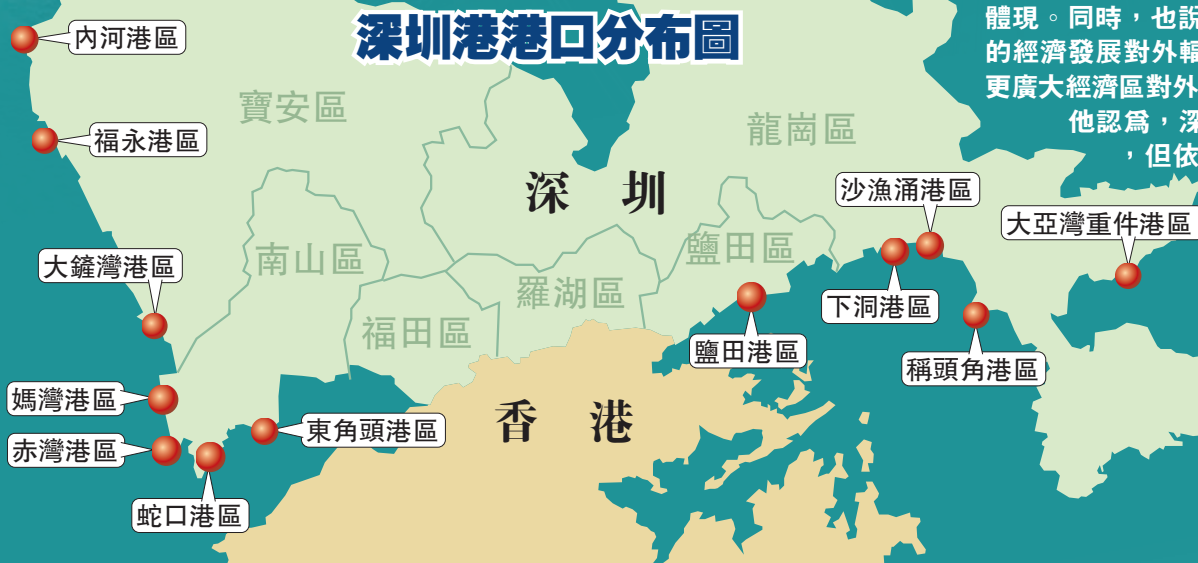 深圳港港口分布圖
體現。同時，也說
的經濟發展對外輻
更廣大經濟區對外
他認爲，深
，但依
內河港區
福永港區
寶安區
龍崗區
深圳
沙漁涌港區
大亞灣重件港區
大鏟灣港區
南山區
鹽田區
羅湖區
福田區
下洞港區
鹽田港區
稱頭角港區
媽灣港區
香港
東角頭港區
赤灣港區
蛇口港區